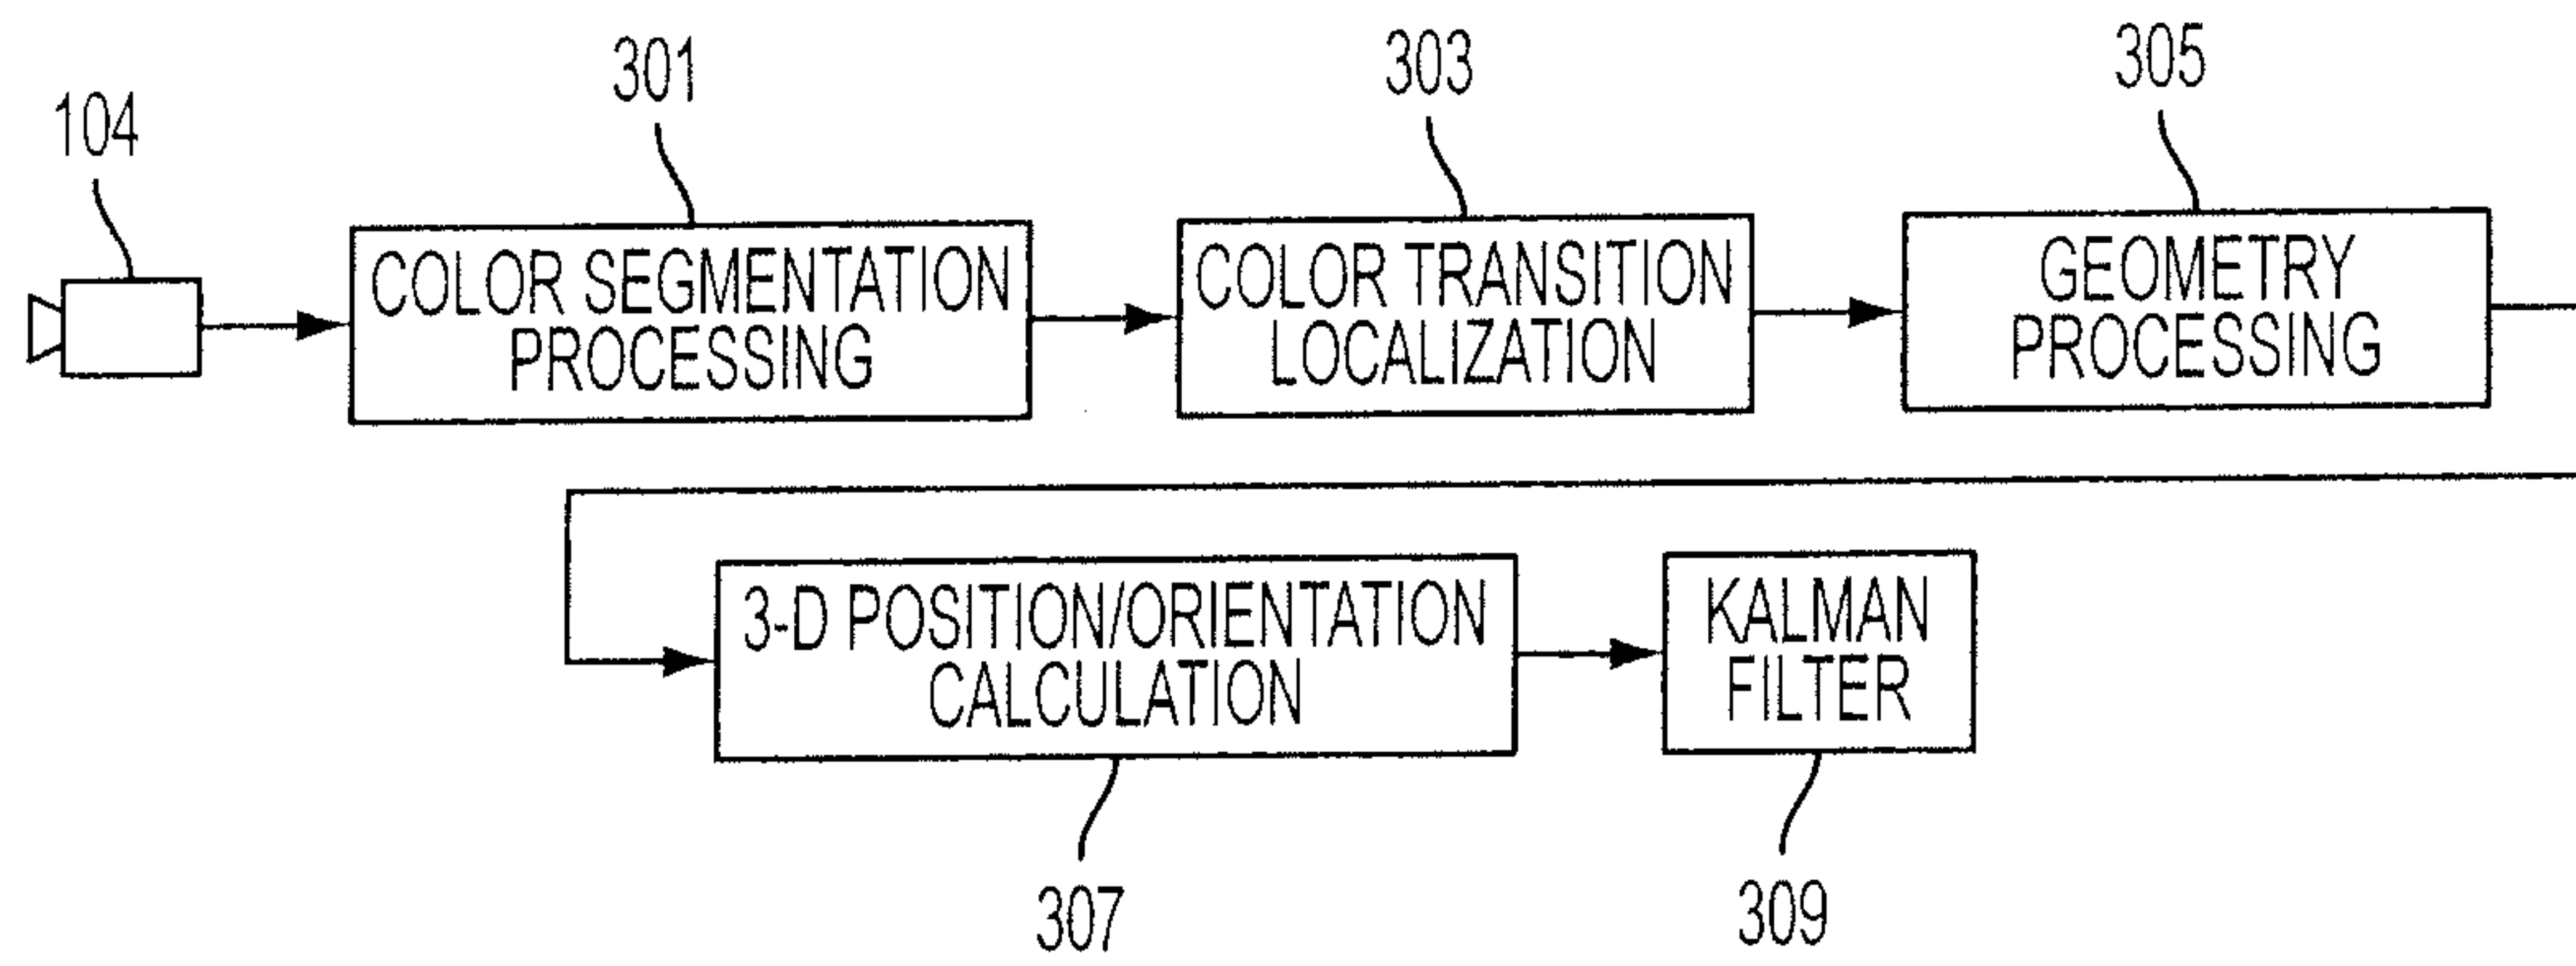 104
301
303
305
COLOR SEGMENTATION
PROCESSING
COLOR TRANSITION
LOCALIZATION
GEOMETRY
PROCESSING
3-D POSITION/ORIENTATION
CALCULATION
KALMAN
FILTER
307
309